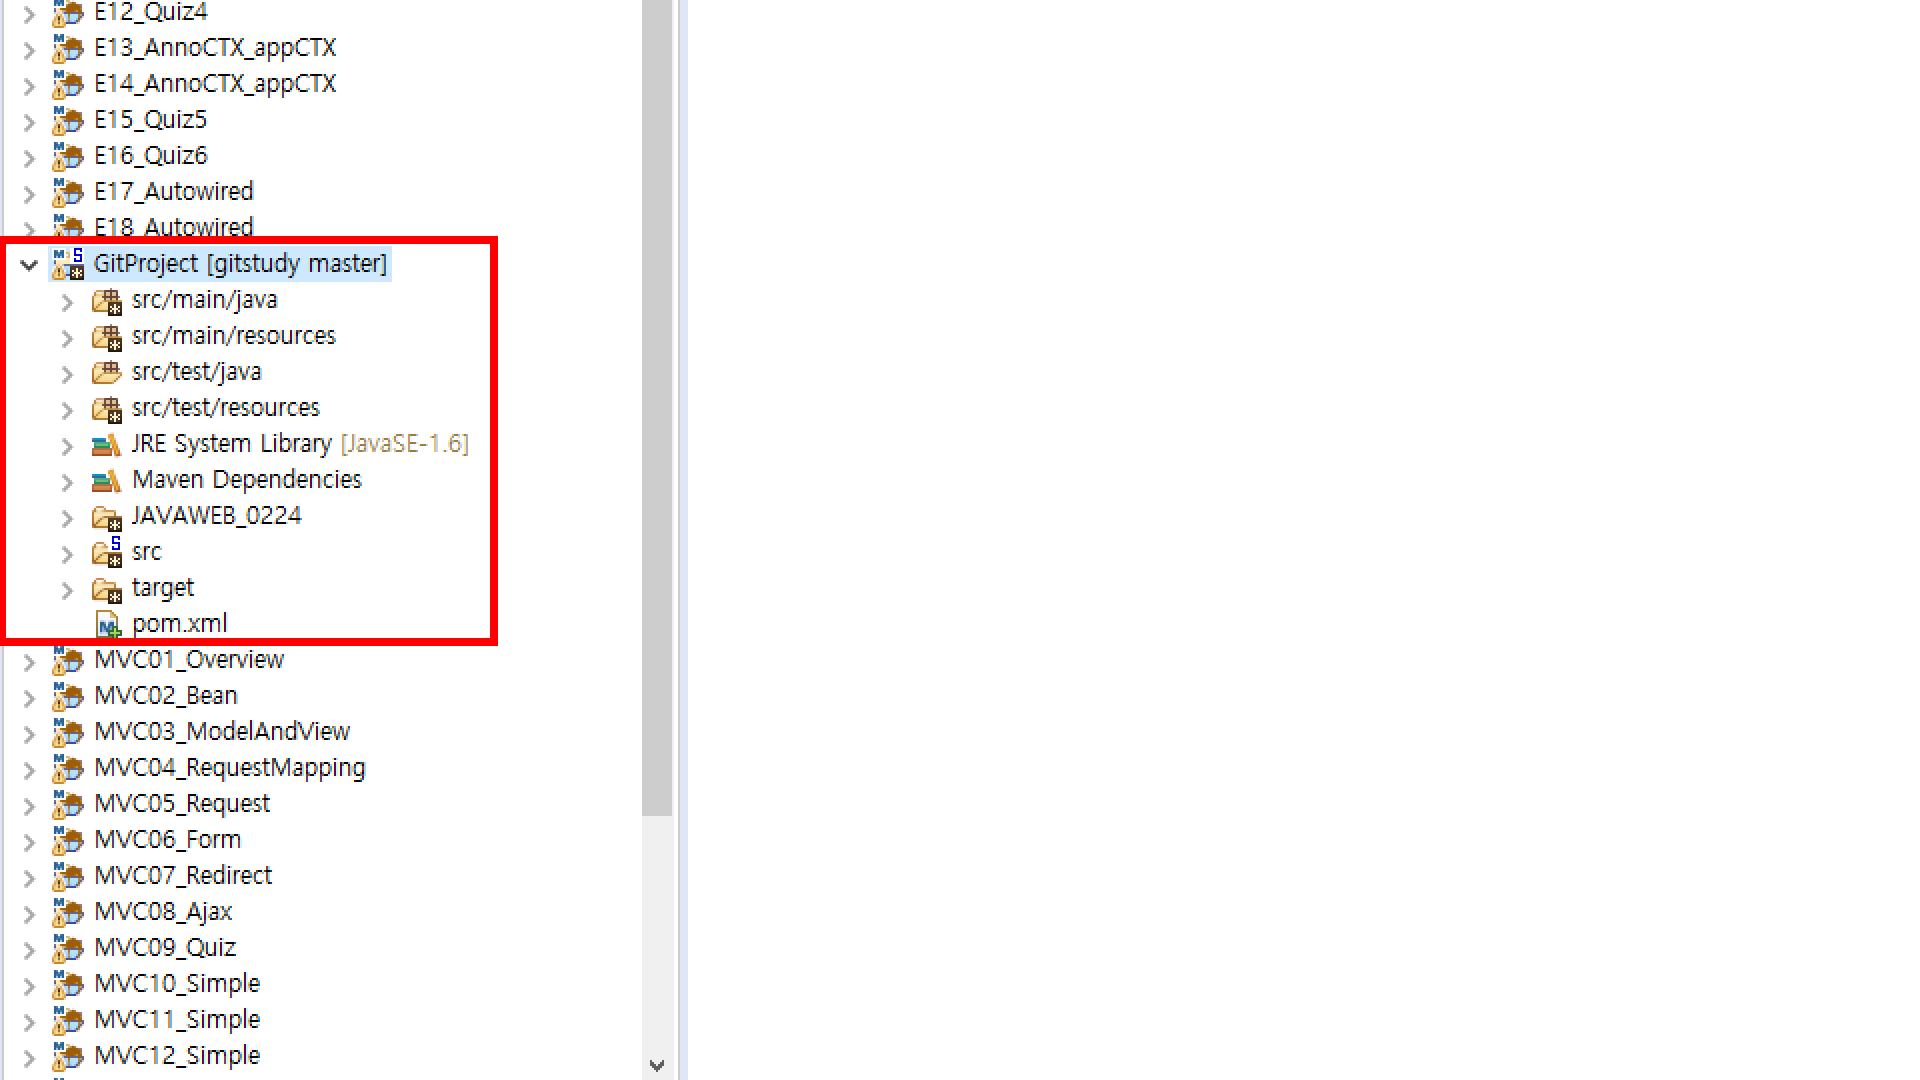 E12_Quiz4
E13_AnnoCTX_appCTX
E14_AnnoCTX_appCTX
E15_Quiz5
E16_Quiz6
E17_Autowired
E18_Autowired
GitProject [gitstudy master]
src/main/java
src/main/resources
src/test/java
src/test/resources
JRE System Library [JavaSE-1.6]
Maven Dependencies
JAVAWEB_0224
src
target
pom.xml
MVC01_Overview
MVC02_Bean
MVC03_ModelAndView
MVC04_RequestMapping
MVC05_Request
MVC06_Form
MVC07_Redirect
MVC08_Ajax
MVC09_Quiz
MVC10_Simple
MVC11_Simple
MVC12_Simple